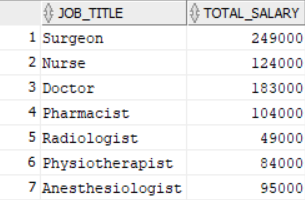 JOB_TITLE TOTAL_SALARY
1 Surgeon 249000
2 Nurse 124000
3 Doctor 183000
4 Pharmacist 104000
5 Radiologist 49000
6 Physiotherapist 84000
7 Anesthesiologist 95000